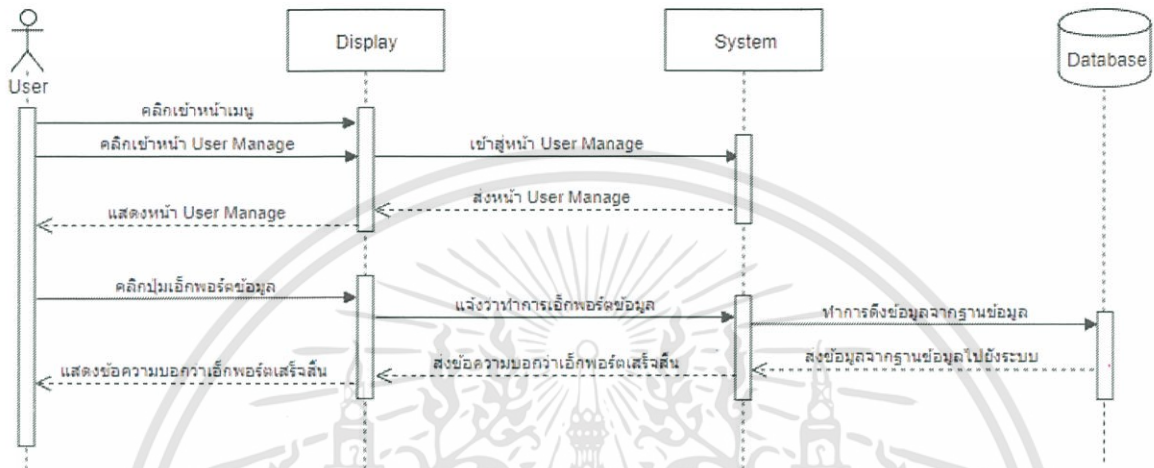 Display
System
Database
User
คลิกเข้าหน้าเมนู
คลิกเข้าหน้า User Manage
เข้าสู่หน้า User Manage
ส่งหน้า User Manage
แสดงหน้า User Manage
คลิกปุ่มเอ็กพอร์ตข้อมูล
แจ้งว่าทำการเอ็กพอร์ตข้อมูล
ทำการดึงข้อมูลจากฐานข้อมูล
ส่งข้อมูลจากฐานข้อมูลไปยังระบบ
ส่งข้อความบอกว่าเอ็กพอร์ตเสร็จสิ้น
แสดงข้อความบอกว่าเอ็กพอร์ตเสร็จสิ้น